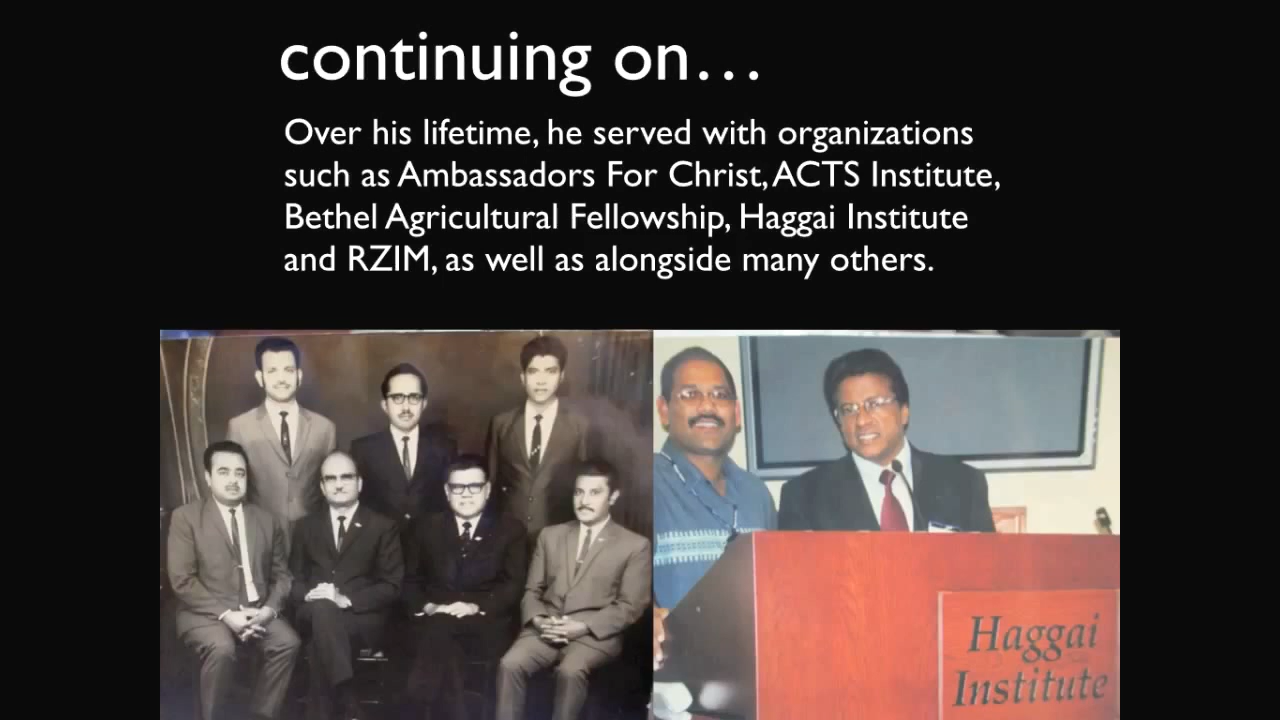 continuing on...
Over his lifetime, he served with organizations
such as Ambassadors For Christ, ACTS Institute,
Bethel Agricultural Fellowship, Haggai Institute
and RZIM, as well as alongside many others.
Haggai
Institute